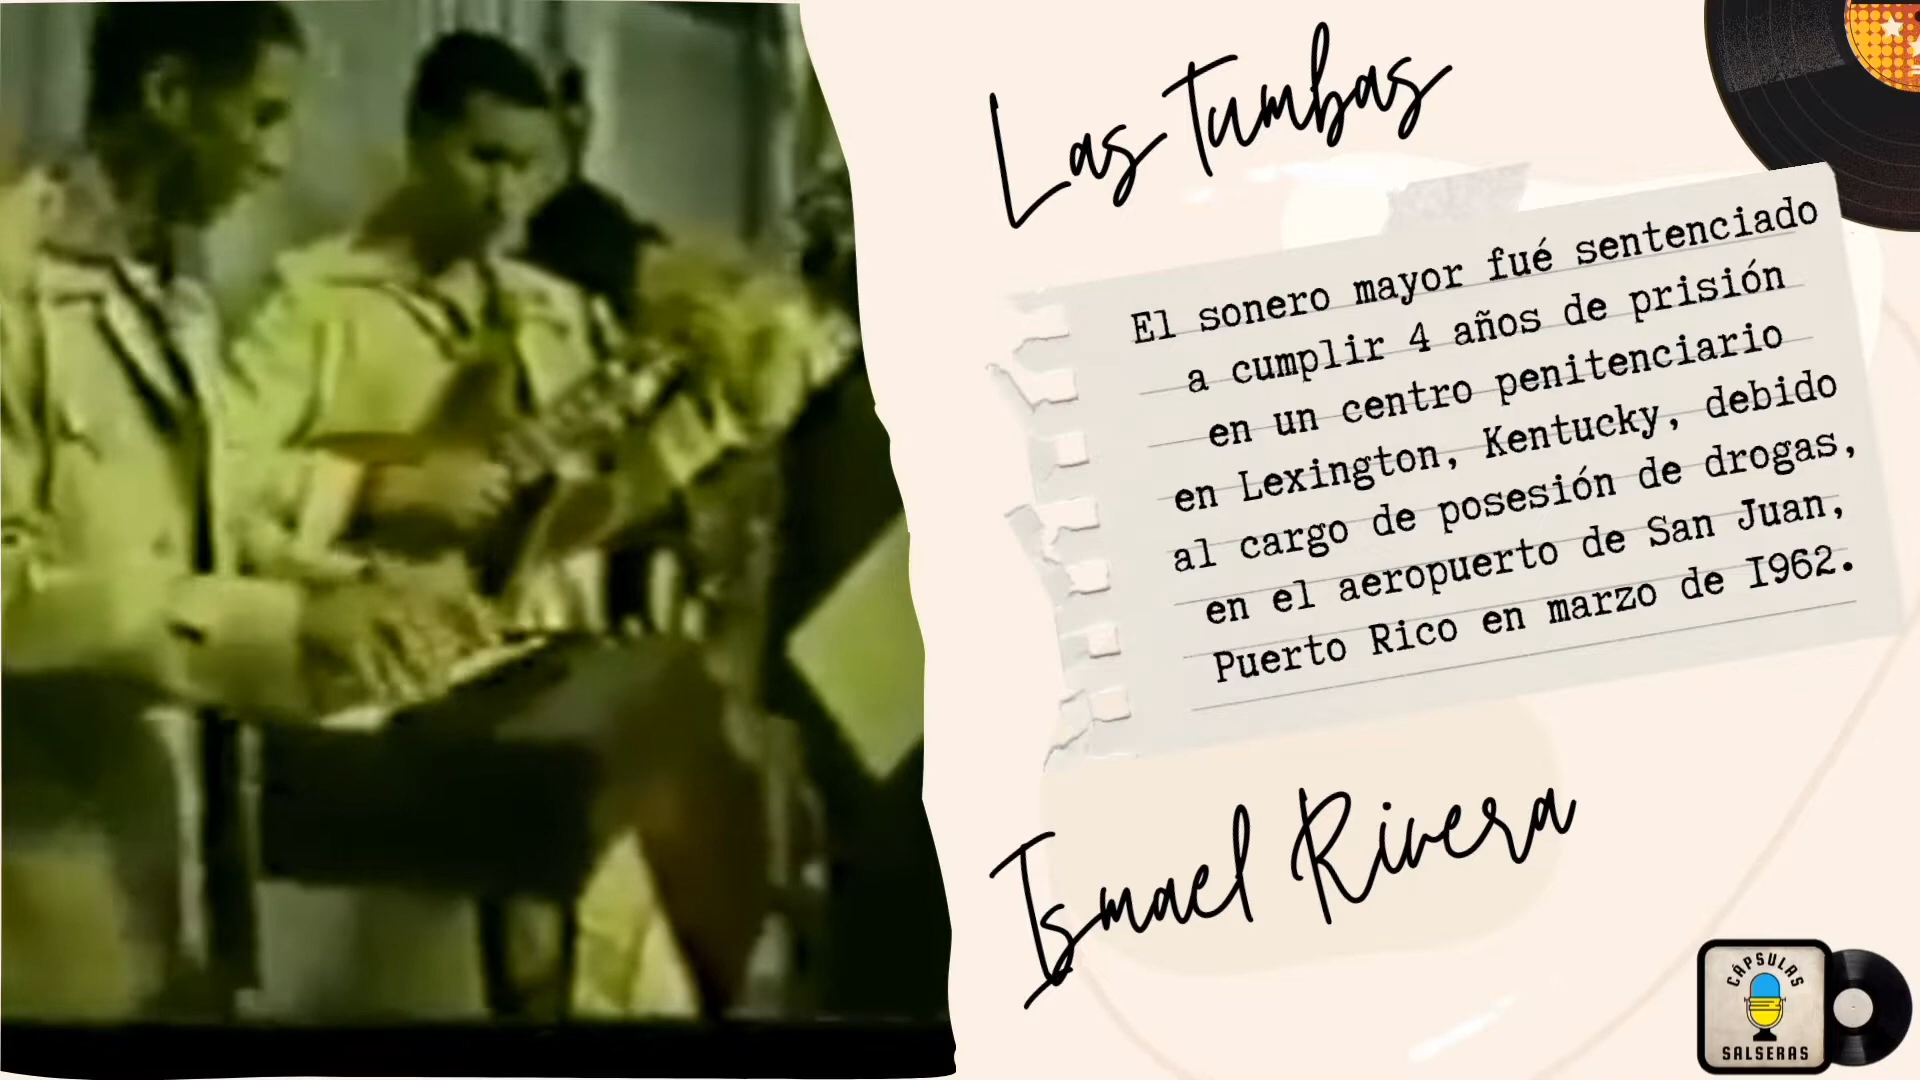 Las Tumbas
El sonero mayor fué sentenciado
a cumplir 4 años de prisión
en un centro penitenciario
en Lexington, Kentucky, debido
al cargo de posesión de drogas,
en el aeropuerto de San Juan,
Puerto Rico en marzo de 1962.
Ismael Rivera
CÁPSULAS
SALSERAS